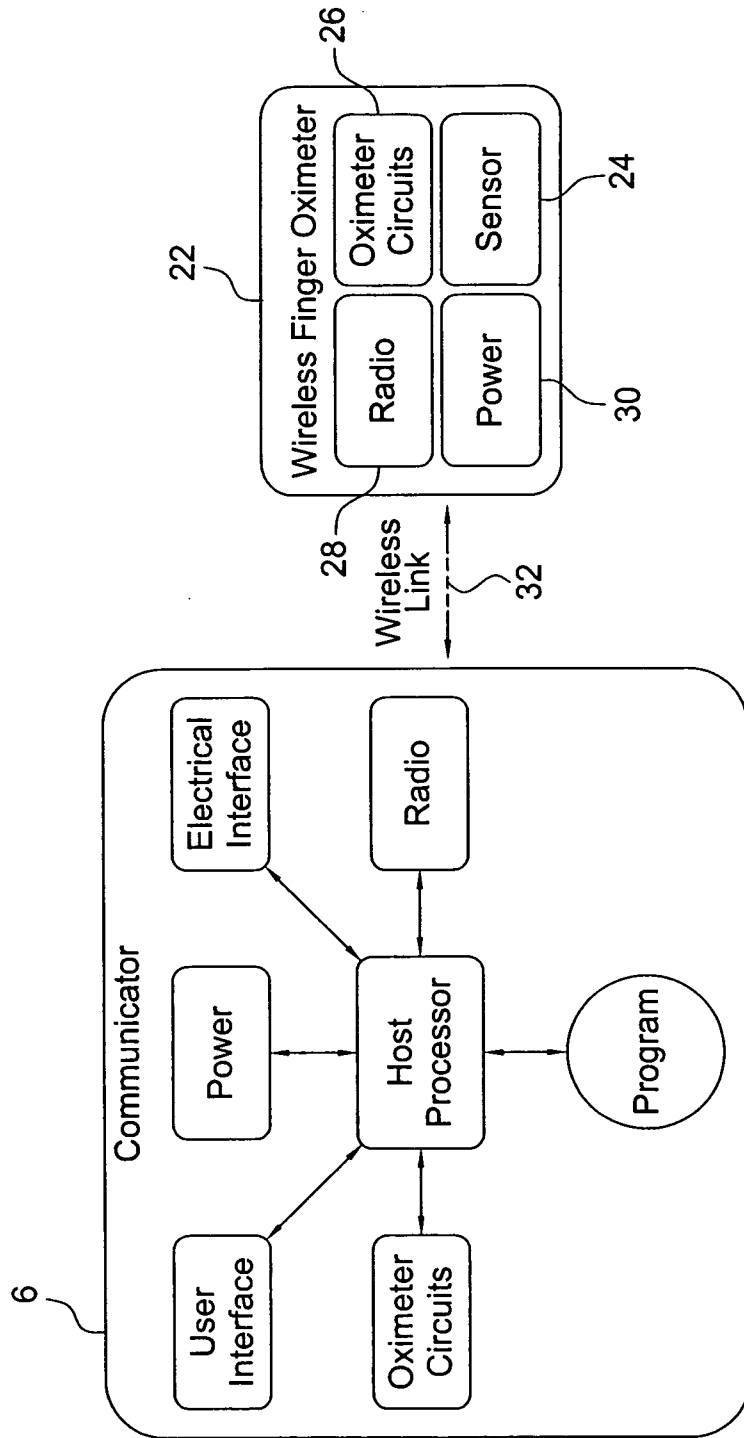 6
Communicator
User
Interface
Power
Electrical
Interface
Oximeter
Circuits
Host
Processor
Radio
Program
Wireless
Link
32
22
Wireless Finger Oximeter
28
Radio
Oximeter
Circuits
26
Power
Sensor
30
24